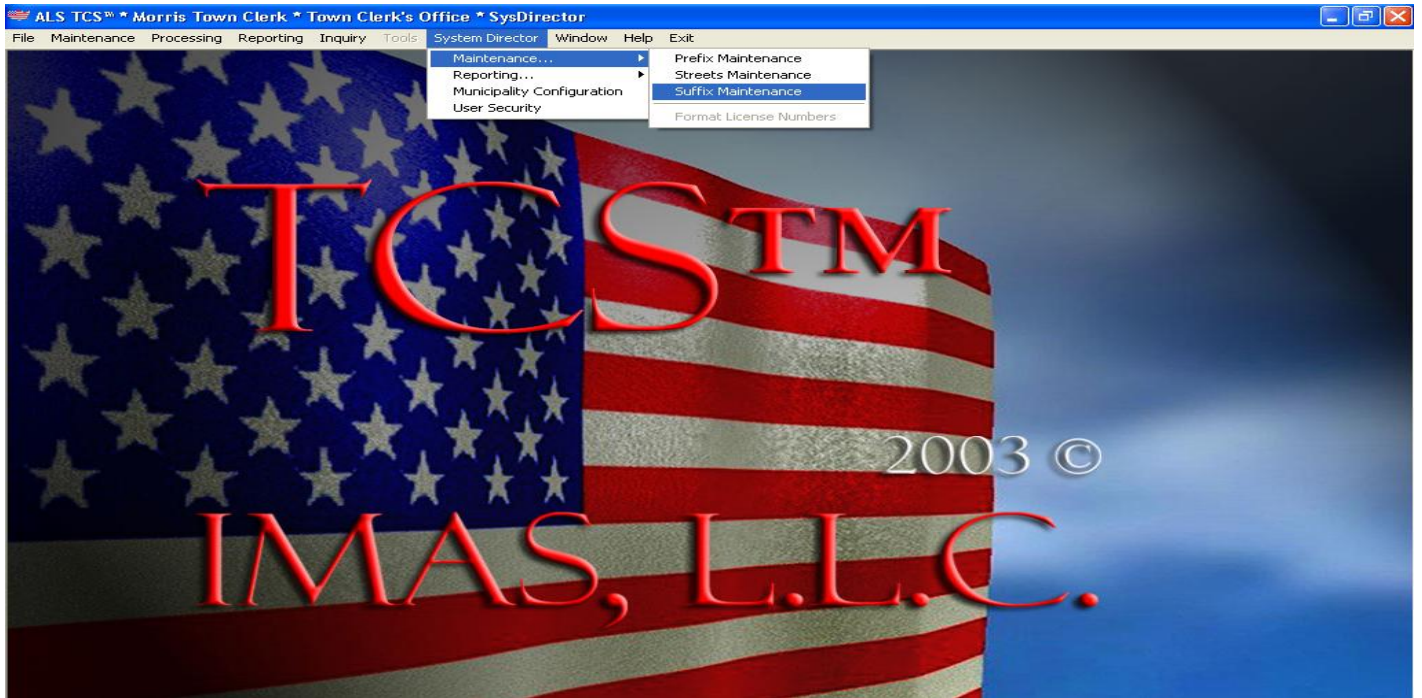 ALS TCS™ * Morris Town Clerk * Town Clerk's Office * SysDirector
File Maintenance Processing Reporting Inquiry Tools System Director Window Help Exit
Maintenance...
Reporting...
Municipality Configuration
User Security
Prefix Maintenance
Streets Maintenance
Suffix Maintenance
Format License Numbers
TCS™
2003 ©
IMAS, L.L.C.